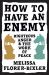 HOW TO HAVE
AN ENEMY
RIGHTEOUS
ANGER
& THE WORK
OF PEACE
MELISSA
FLORER-BIXLER